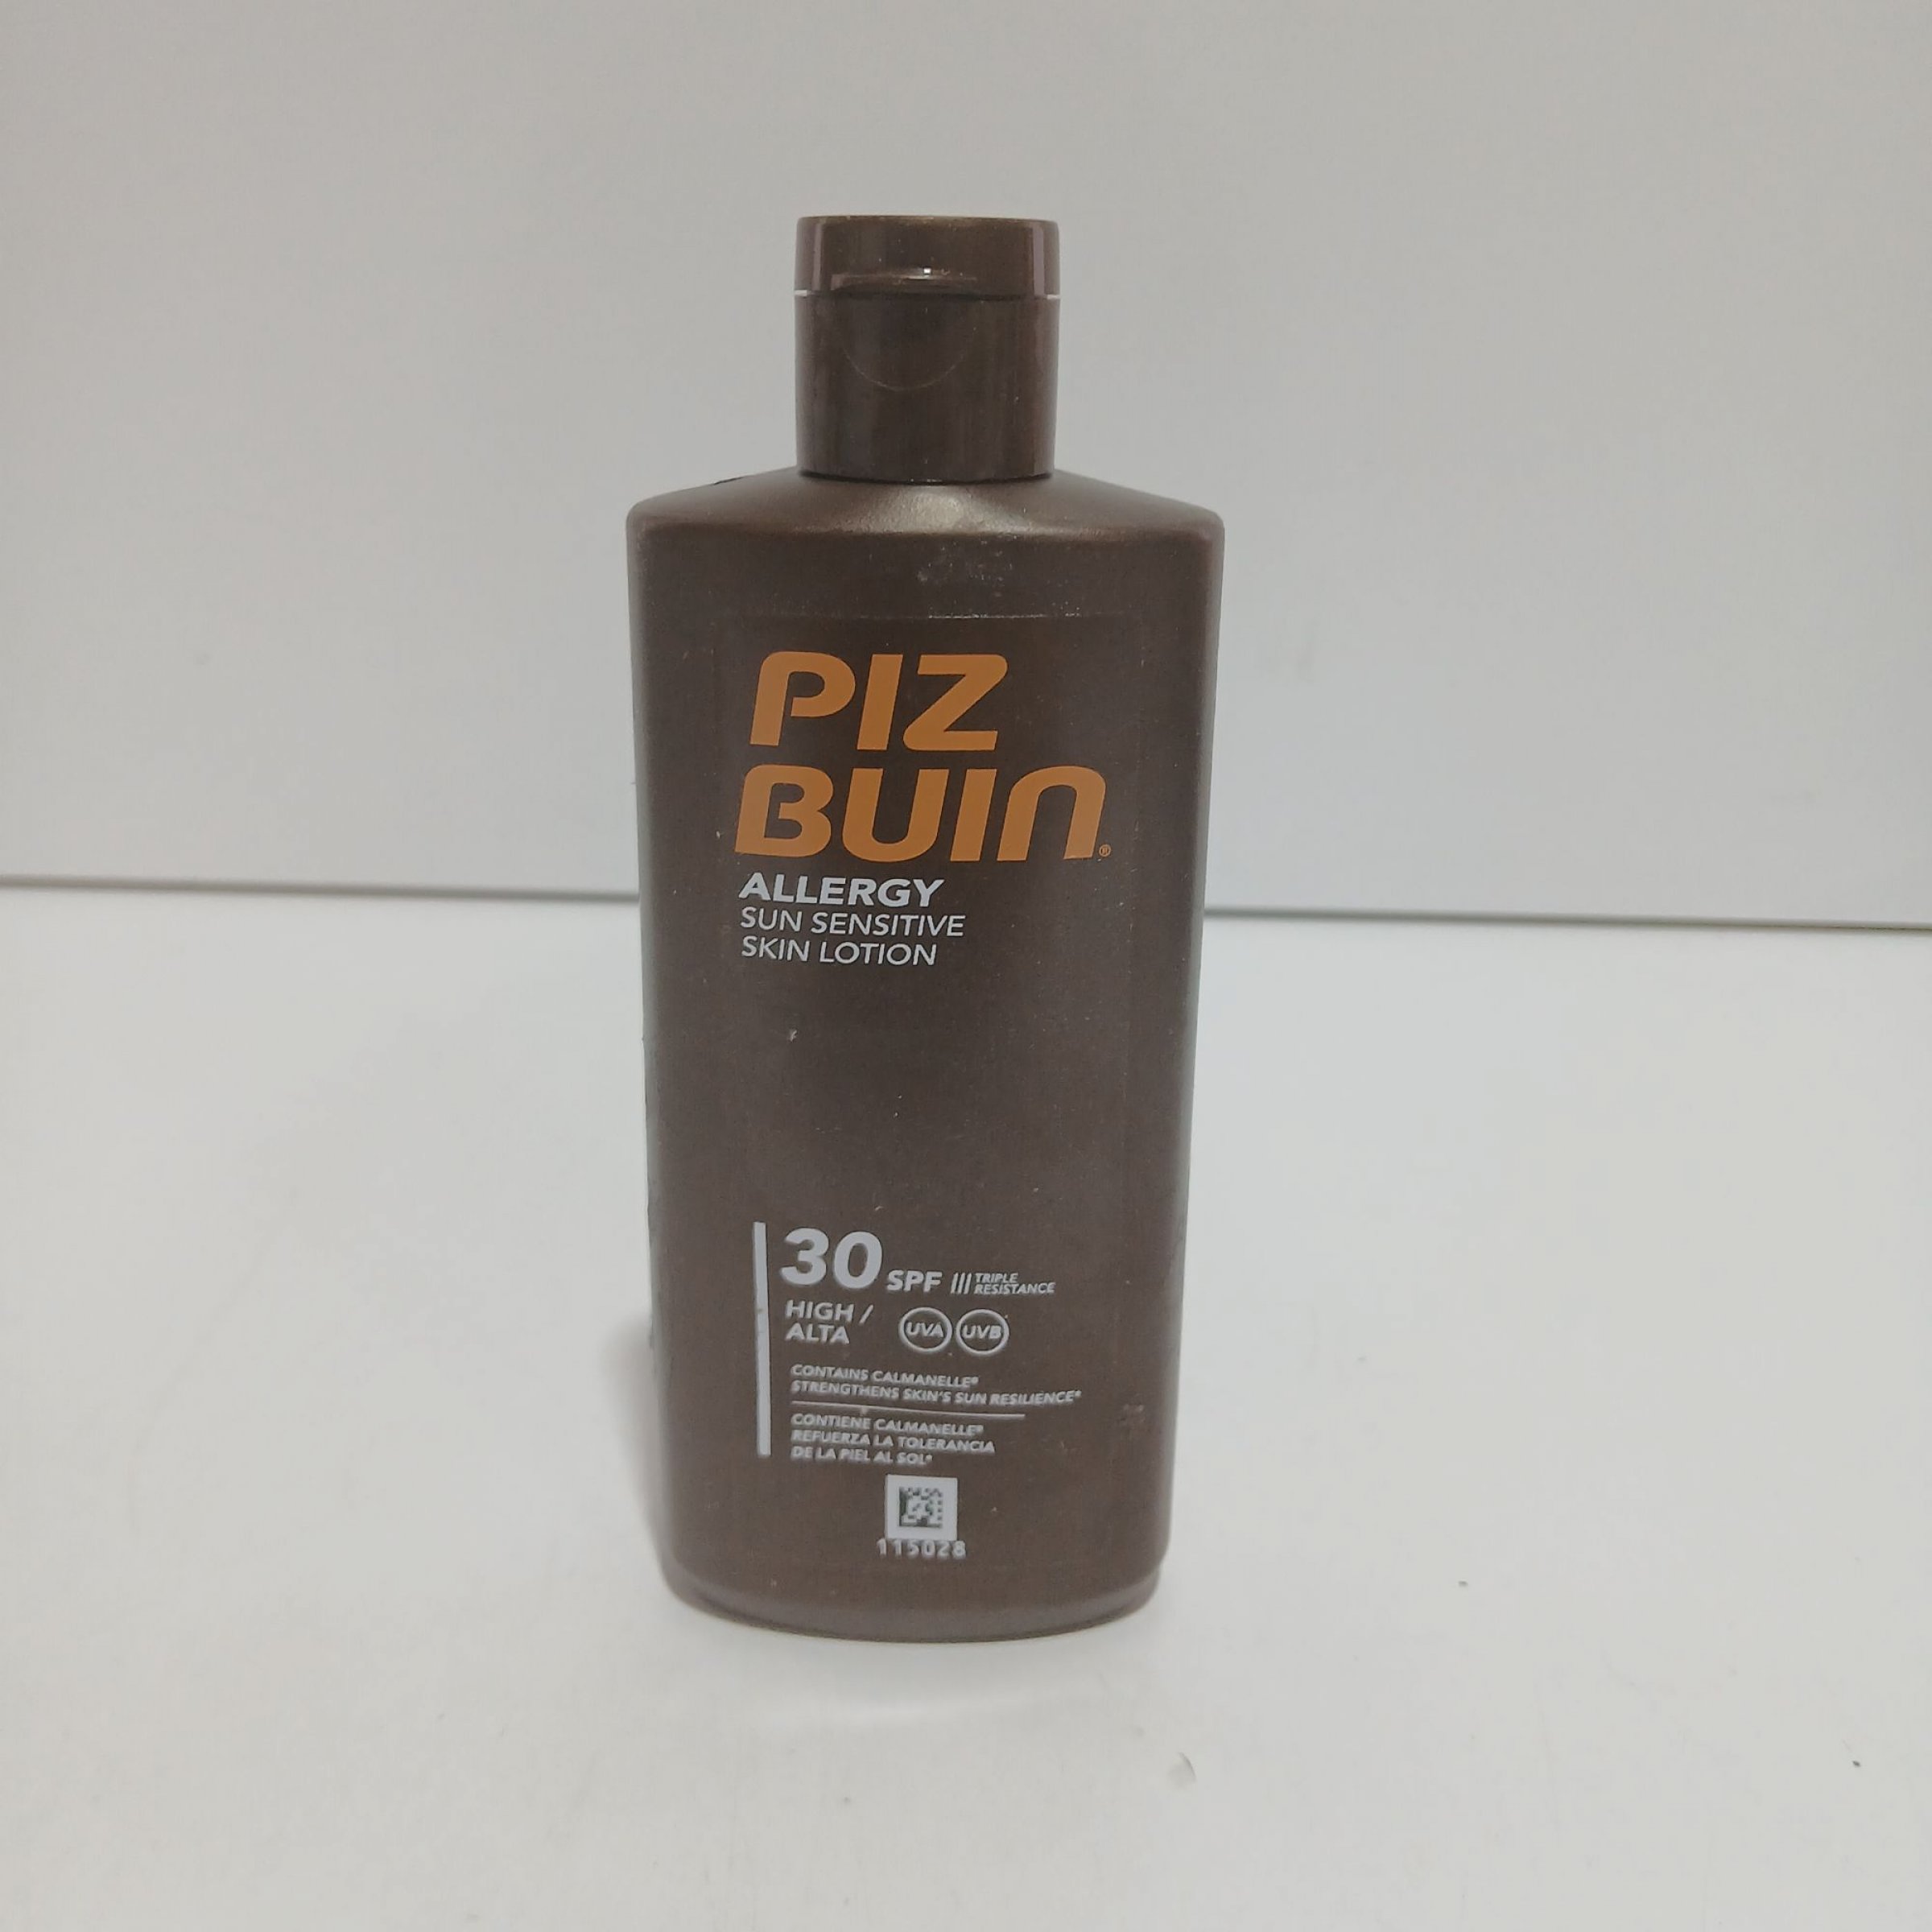 PIZ
BUIN®
ALLERGY
SUN SENSITIVE
SKIN LOTION
30 SPF TRIPLE
RESISTANCE
HIGH /
ALTA
UVA UVB
CONTAINS CALMANELLE®
STRENGTHENS SKIN'S SUN RESILIENCE*
CONTIENE CALMANELLE®
REFUERZA LA TOLERANCIA
DE LA PIEL AL SOL*
115028